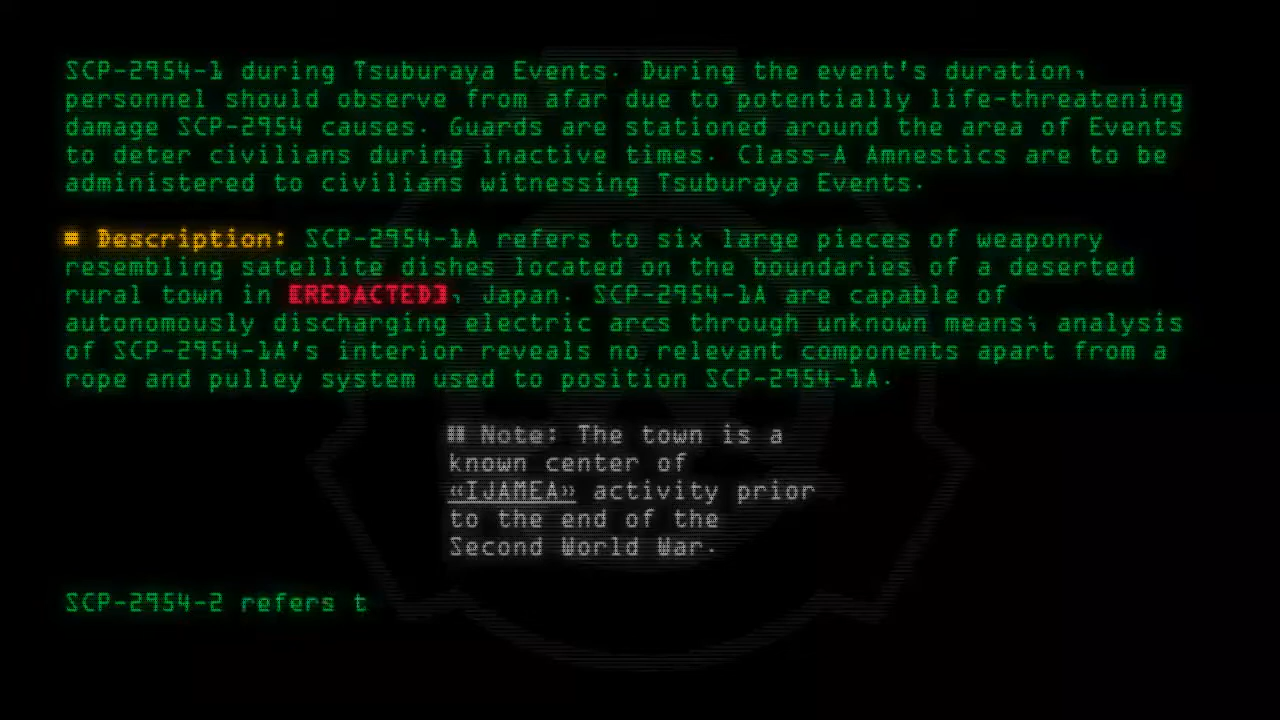 SCP-2954-1 during Tsuburaya Events. During the event's duration,
personnel should observe from afar due to potentially life-threatening
damage SCP-2954 causes. Guards are stationed around the area of Events
to deter civilians during inactive times. Class-A Amnestics are to be
administered to civilians witnessing Tsuburaya Events.
# Description: SCP-2954-1A refers to six large pieces of weaponry
resembling satellite dishes located on the boundaries of a deserted
rural town in [REDACTED], Japan. SCP-2954-1A are capable of
autonomously discharging electric arcs through unknown means; analysis
of SCP-2954-1A's interior reveals no relevant components apart from a
rope and pulley system used to position SCP-2954-1A.
## Note: The town is a
known center of
«IJAMEA» activity prior
to the end of the
Second World War.
SCP-2954-2 refers t